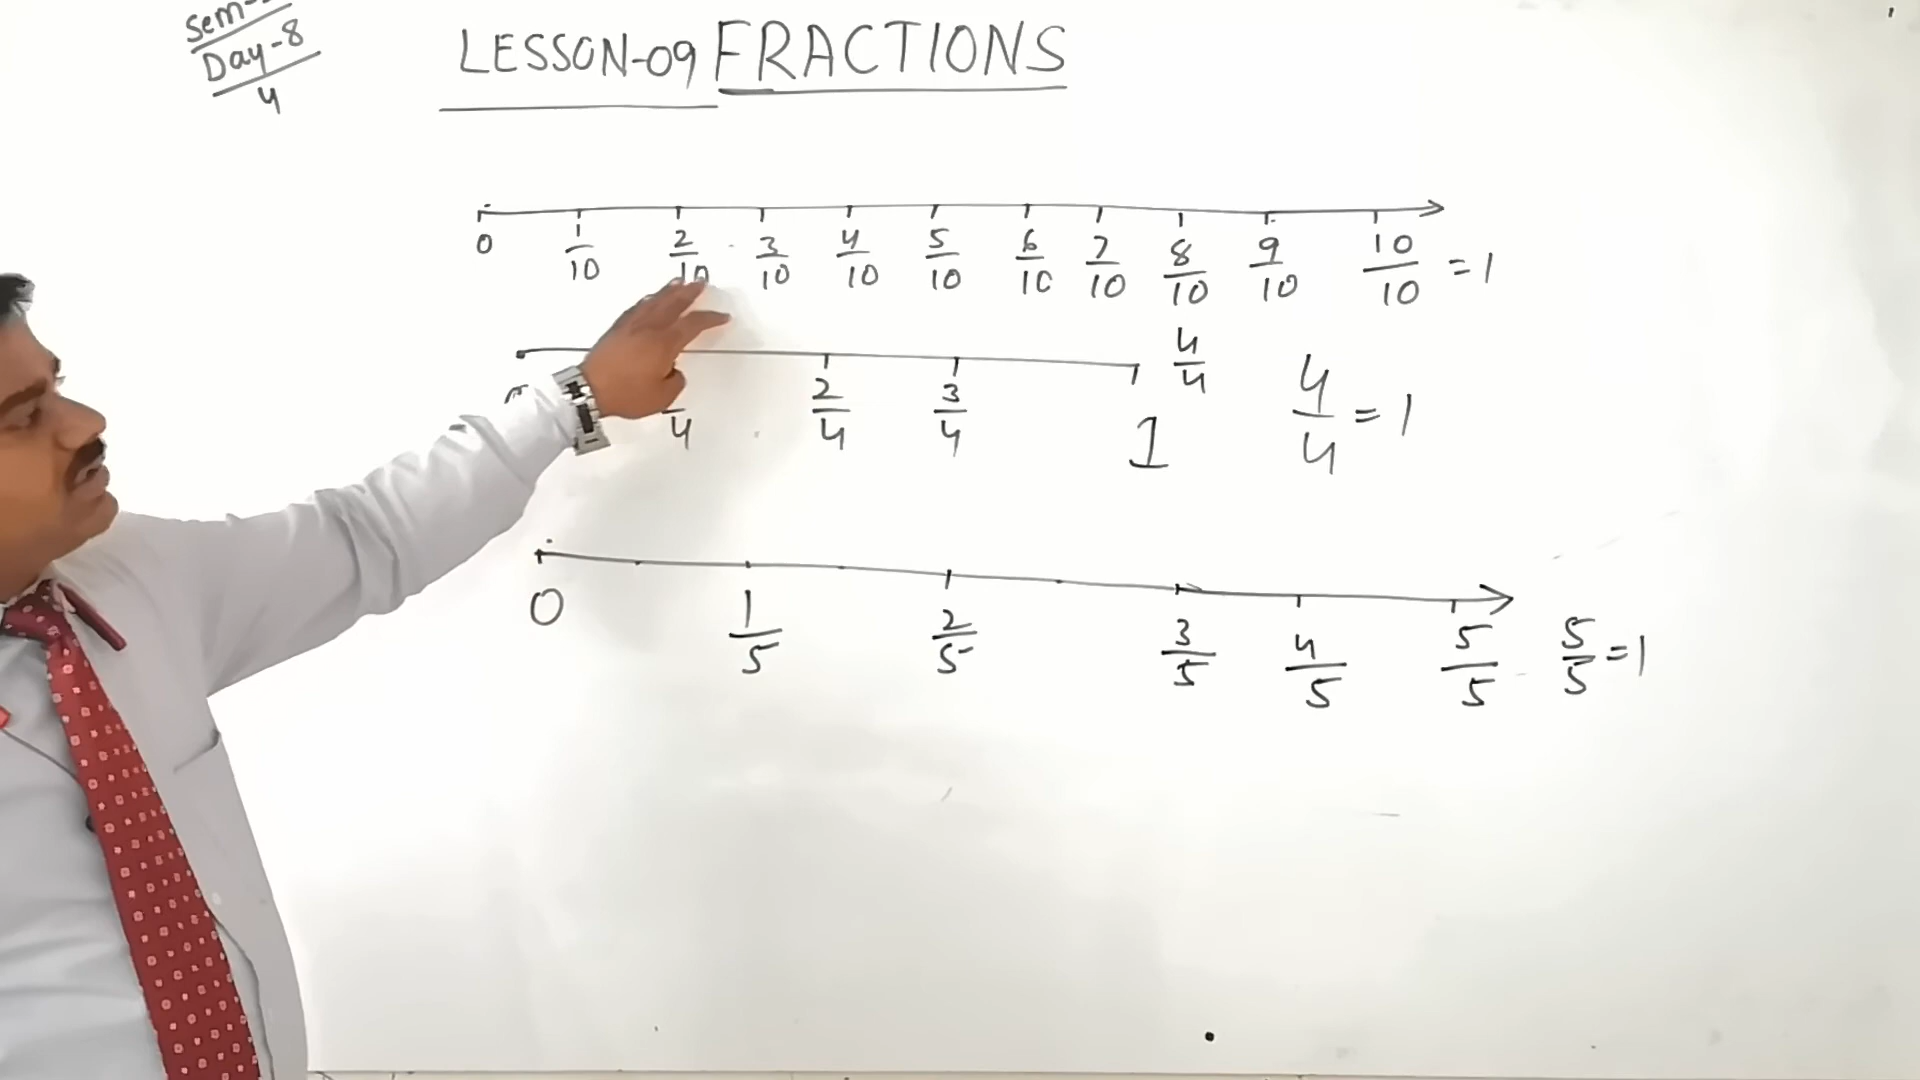 Day-8
4
LESSON-09 FRACTIONS
0 1/10 2/10 3/10 4/10 5/10 6/10 7/10 8/10 9/10 10/10 = 1
4 2/4 3/4 1 4/4 4/4 = 1
0 1/5 2/5 3/5 4/5 5/5 5/5 = 1